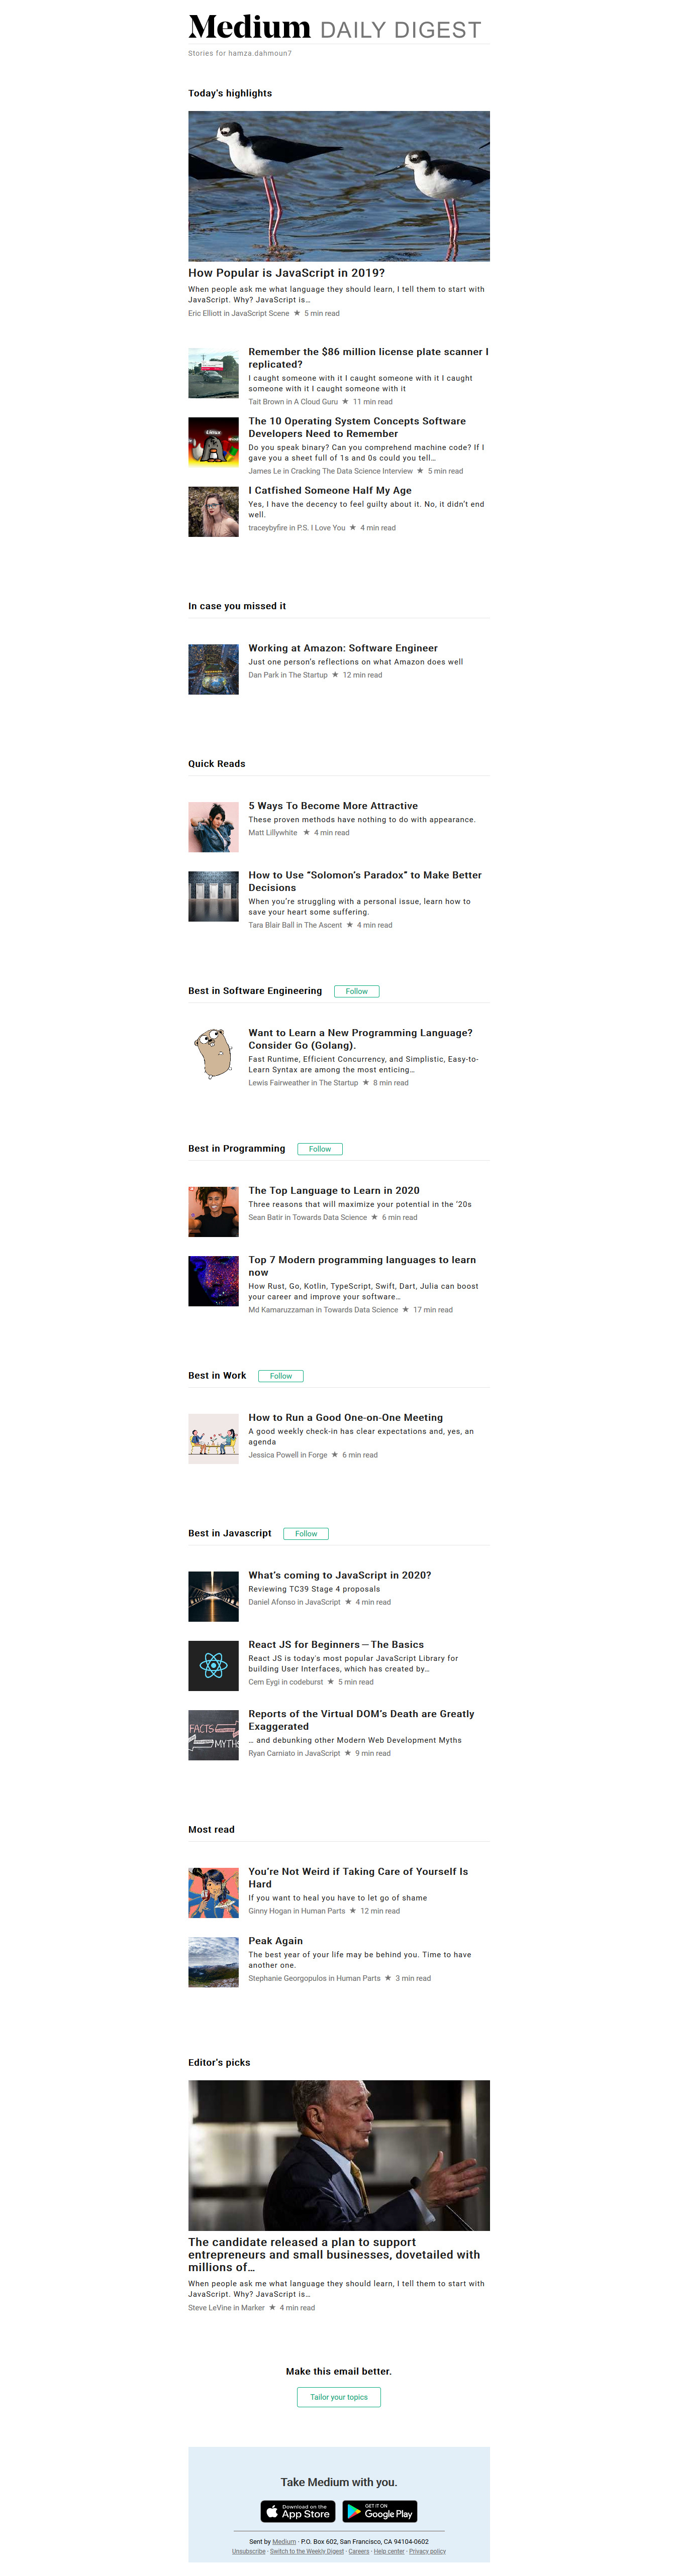 Medium DAILY DIGEST
Stories for hamza.dahmoun7
Today's highlights
How Popular is JavaScript in 2019?
When people ask me what language they should learn, I tell them to start with
JavaScript. Why? JavaScript is…
Eric Elliott in JavaScript Scene ★ 5 min read
Remember the $86 million license plate scanner I
replicated?
I caught someone with it I caught someone with it I caught
someone with it I caught someone with it
Tait Brown in A Cloud Guru ★ 11 min read
The 10 Operating System Concepts Software
Developers Need to Remember
Do you speak binary? Can you comprehend machine code? If I
gave you a sheet full of 1s and 0s could you tell…
James Le in Cracking The Data Science Interview ★ 5 min read
I Catfished Someone Half My Age
Yes, I have the decency to feel guilty about it. No, it didn't end
well.
traceybyfire in P.S. I Love You ★ 4 min read
In case you missed it
Working at Amazon: Software Engineer
Just one person's reflections on what Amazon does well
Dan Park in The Startup ★ 12 min read
Quick Reads
5 Ways To Become More Attractive
These proven methods have nothing to do with appearance.
Matt Lillywhite ★ 4 min read
How to Use “Solomon's Paradox” to Make Better
Decisions
When you're struggling with a personal issue, learn how to
save your heart some suffering.
Tara Blair Ball in The Ascent ★ 4 min read
Best in Software Engineering Follow
Want to Learn a New Programming Language?
Consider Go (Golang).
Fast Runtime, Efficient Concurrency, and Simplistic, Easy-to-
Learn Syntax are among the most enticing…
Lewis Fairweather in The Startup ★ 8 min read
Best in Programming Follow
The Top Language to Learn in 2020
Three reasons that will maximize your potential in the '20s
Sean Batir in Towards Data Science ★ 6 min read
Top 7 Modern programming languages to learn
now
How Rust, Go, Kotlin, TypeScript, Swift, Dart, Julia can boost
your career and improve your software…
Md Kamaruzzaman in Towards Data Science ★ 17 min read
Best in Work Follow
How to Run a Good One-on-One Meeting
A good weekly check-in has clear expectations and, yes, an
agenda
Jessica Powell in Forge ★ 6 min read
Best in Javascript Follow
What's coming to JavaScript in 2020?
Reviewing TC39 Stage 4 proposals
Daniel Afonso in JavaScript ★ 4 min read
React JS for Beginners — The Basics
React JS is today's most popular JavaScript Library for
building User Interfaces, which has created by…
Cem Eygi in codeburst ★ 5 min read
FACTS
MYTHS
Reports of the Virtual DOM's Death are Greatly
Exaggerated
… and debunking other Modern Web Development Myths
Ryan Carniato in JavaScript ★ 9 min read
Most read
You're Not Weird if Taking Care of Yourself Is
Hard
If you want to heal you have to let go of shame
Ginny Hogan in Human Parts ★ 12 min read
Peak Again
The best year of your life may be behind you. Time to have
another one.
Stephanie Georgopulos in Human Parts ★ 3 min read
Editor's picks
The candidate released a plan to support
entrepreneurs and small businesses, dovetailed with
millions of…
When people ask me what language they should learn, I tell them to start with
JavaScript. Why? JavaScript is…
Steve LeVine in Marker ★ 4 min read
Make this email better.
Tailor your topics
Take Medium with you.
Download on the
App Store
GET IT ON
Google Play
Sent by Medium · P.O. Box 602, San Francisco, CA 94104-0602
Unsubscribe · Switch to the Weekly Digest · Careers · Help center · Privacy policy